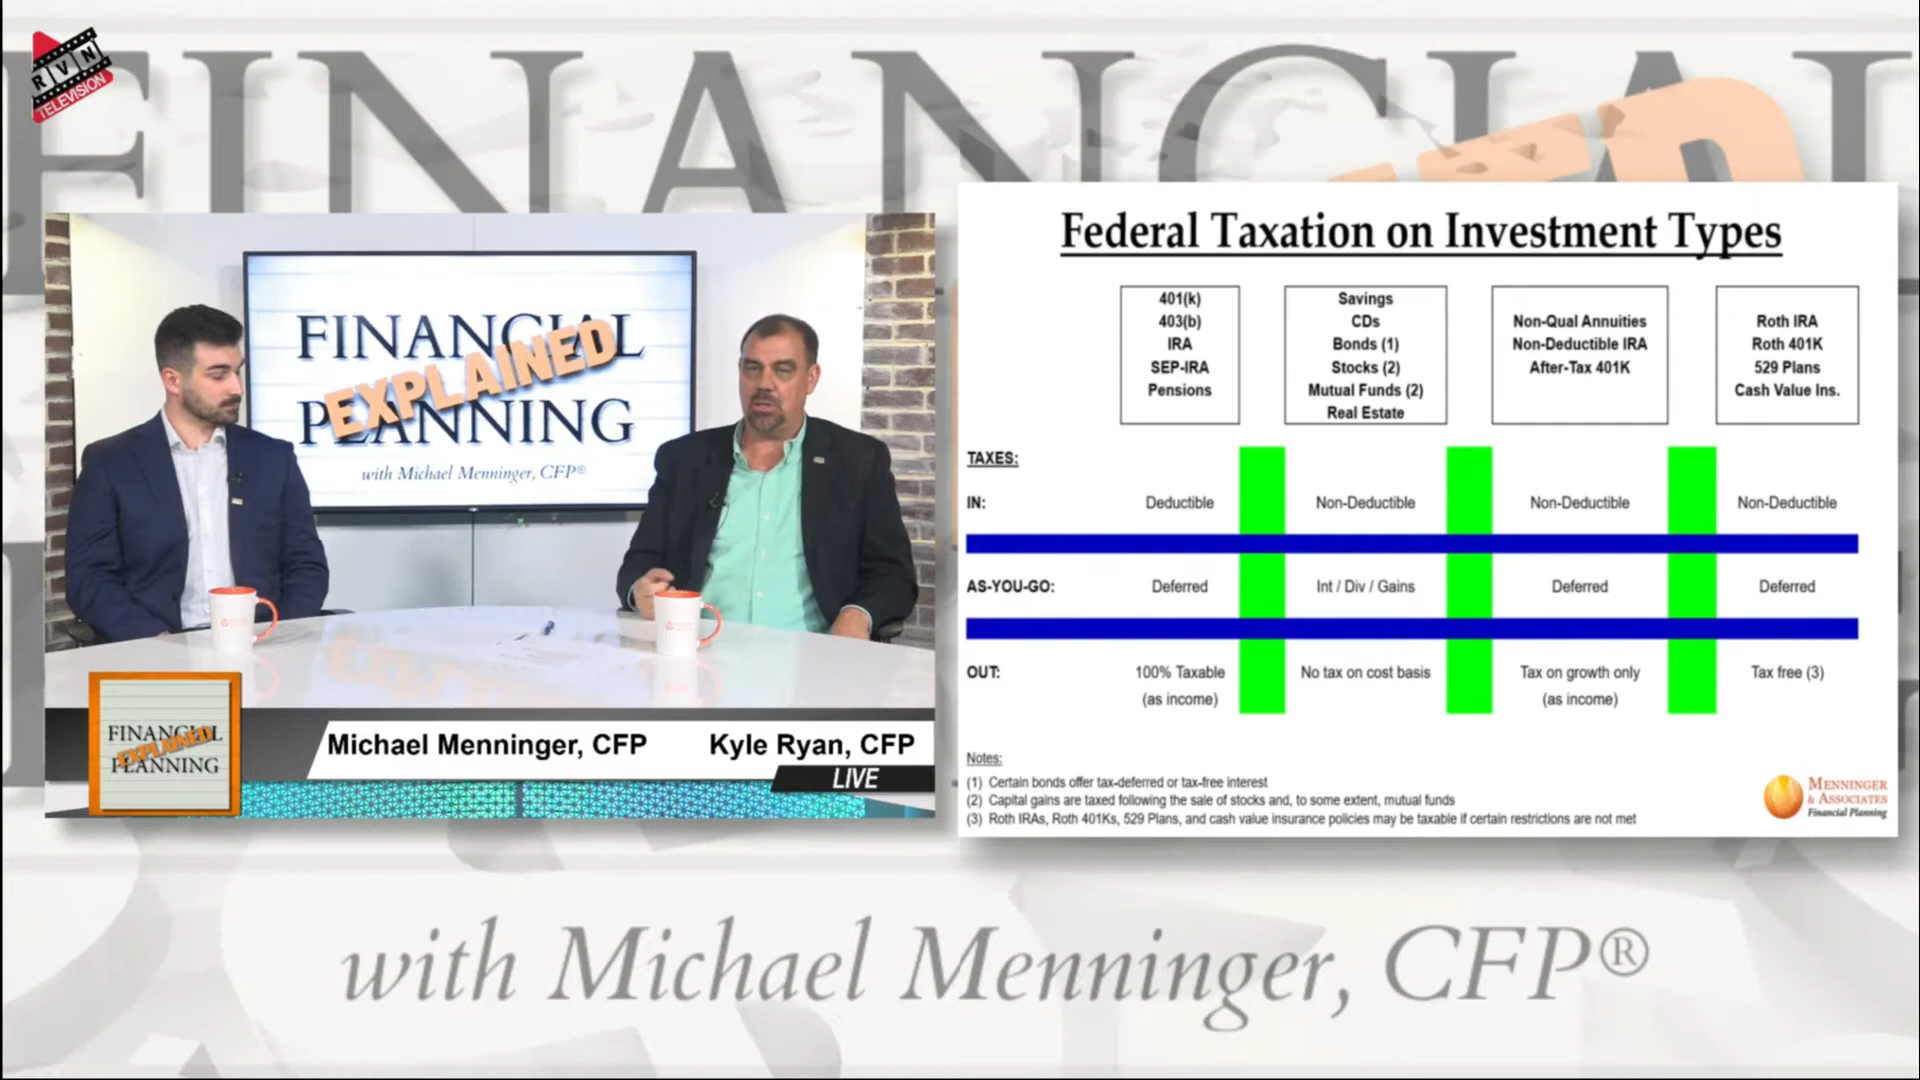 RVN
TELEVISION
FINANCIAL
FINANCIAL
EXPLAINED
PLANNING
with Michael Menninger, CFP®
FINANCIAL
EXPLAINED
PLANNING
Michael Menninger, CFP Kyle Ryan, CFP
LIVE
Federal Taxation on Investment Types
401(k)
403(b)
IRA
SEP-IRA
Pensions
Savings
CDs
Bonds (1)
Stocks (2)
Mutual Funds (2)
Real Estate
Non-Qual Annuities
Non-Deductible IRA
After-Tax 401K
Roth IRA
Roth 401K
529 Plans
Cash Value Ins.
TAXES:
IN: Deductible Non-Deductible Non-Deductible Non-Deductible
AS-YOU-GO: Deferred Int / Div / Gains Deferred Deferred
OUT: 100% Taxable No tax on cost basis Tax on growth only Tax free (3)
(as income) (as income)
Notes:
(1) Certain bonds offer tax-deferred or tax-free interest
(2) Capital gains are taxed following the sale of stocks and, to some extent, mutual funds
(3) Roth IRAs, Roth 401Ks, 529 Plans, and cash value insurance policies may be taxable if certain restrictions are not met
MENNINGER
& ASSOCIATES
Financial Planning
with Michael Menninger, CFP®